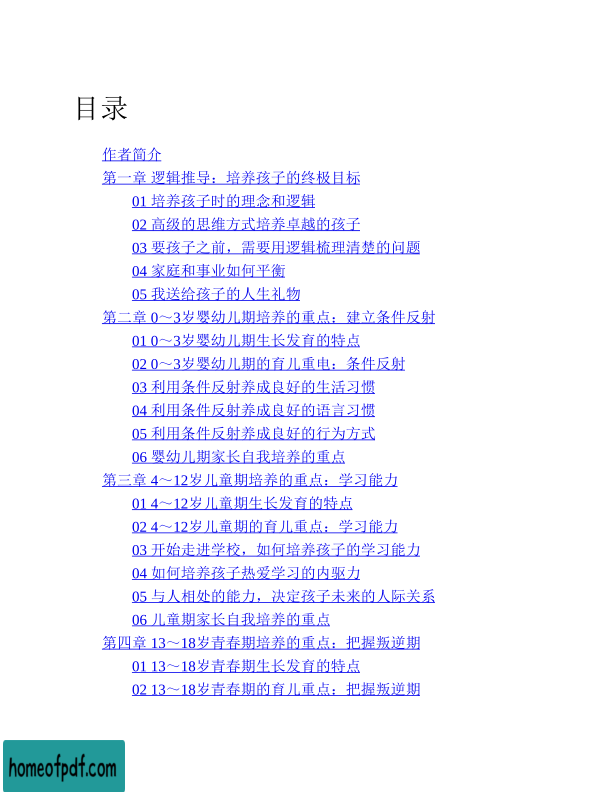 目录
作者简介
第一章 逻辑推导：培养孩子的终极目标
01 培养孩子时的理念和逻辑
02 高级的思维方式培养卓越的孩子
03 要孩子之前，需要用逻辑梳理清楚的问题
04 家庭和事业如何平衡
05 我送给孩子的人生礼物
第二章 0～3岁婴幼儿期培养的重点：建立条件反射
01 0～3岁婴幼儿期生长发育的特点
02 0～3岁婴幼儿期的育儿重电：条件反射
03 利用条件反射养成良好的生活习惯
04 利用条件反射养成良好的语言习惯
05 利用条件反射养成良好的行为方式
06 婴幼儿期家长自我培养的重点
第三章 4～12岁儿童期培养的重点：学习能力
01 4～12岁儿童期生长发育的特点
02 4～12岁儿童期的育儿重点：学习能力
03 开始走进学校，如何培养孩子的学习能力
04 如何培养孩子热爱学习的内驱力
05 与人相处的能力，决定孩子未来的人际关系
06 儿童期家长自我培养的重点
第四章 13～18岁青春期培养的重点：把握叛逆期
01 13～18岁青春期生长发育的特点
02 13～18岁青春期的育儿重点：把握叛逆期
homeofpdf.com